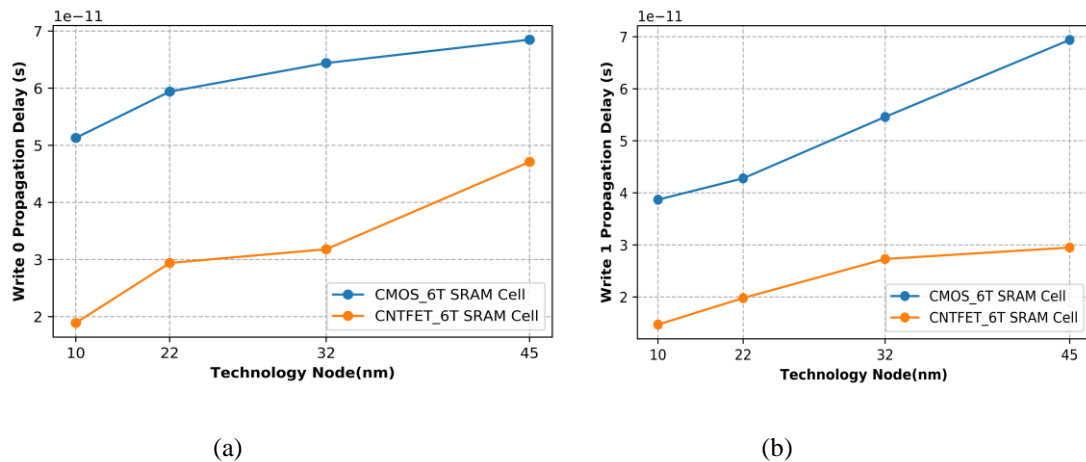 1e−11
7
6
5
4
3
2
Write 0 Propagation Delay (s)
CMOS_6T SRAM Cell
CNTFET_6T SRAM Cell
10 22 32 45
Technology Node(nm)
(a)
1e−11
7
6
5
4
3
2
Write 1 Propagation Delay (s)
CMOS_6T SRAM Cell
CNTFET_6T SRAM Cell
10 22 32 45
Technology Node(nm)
(b)